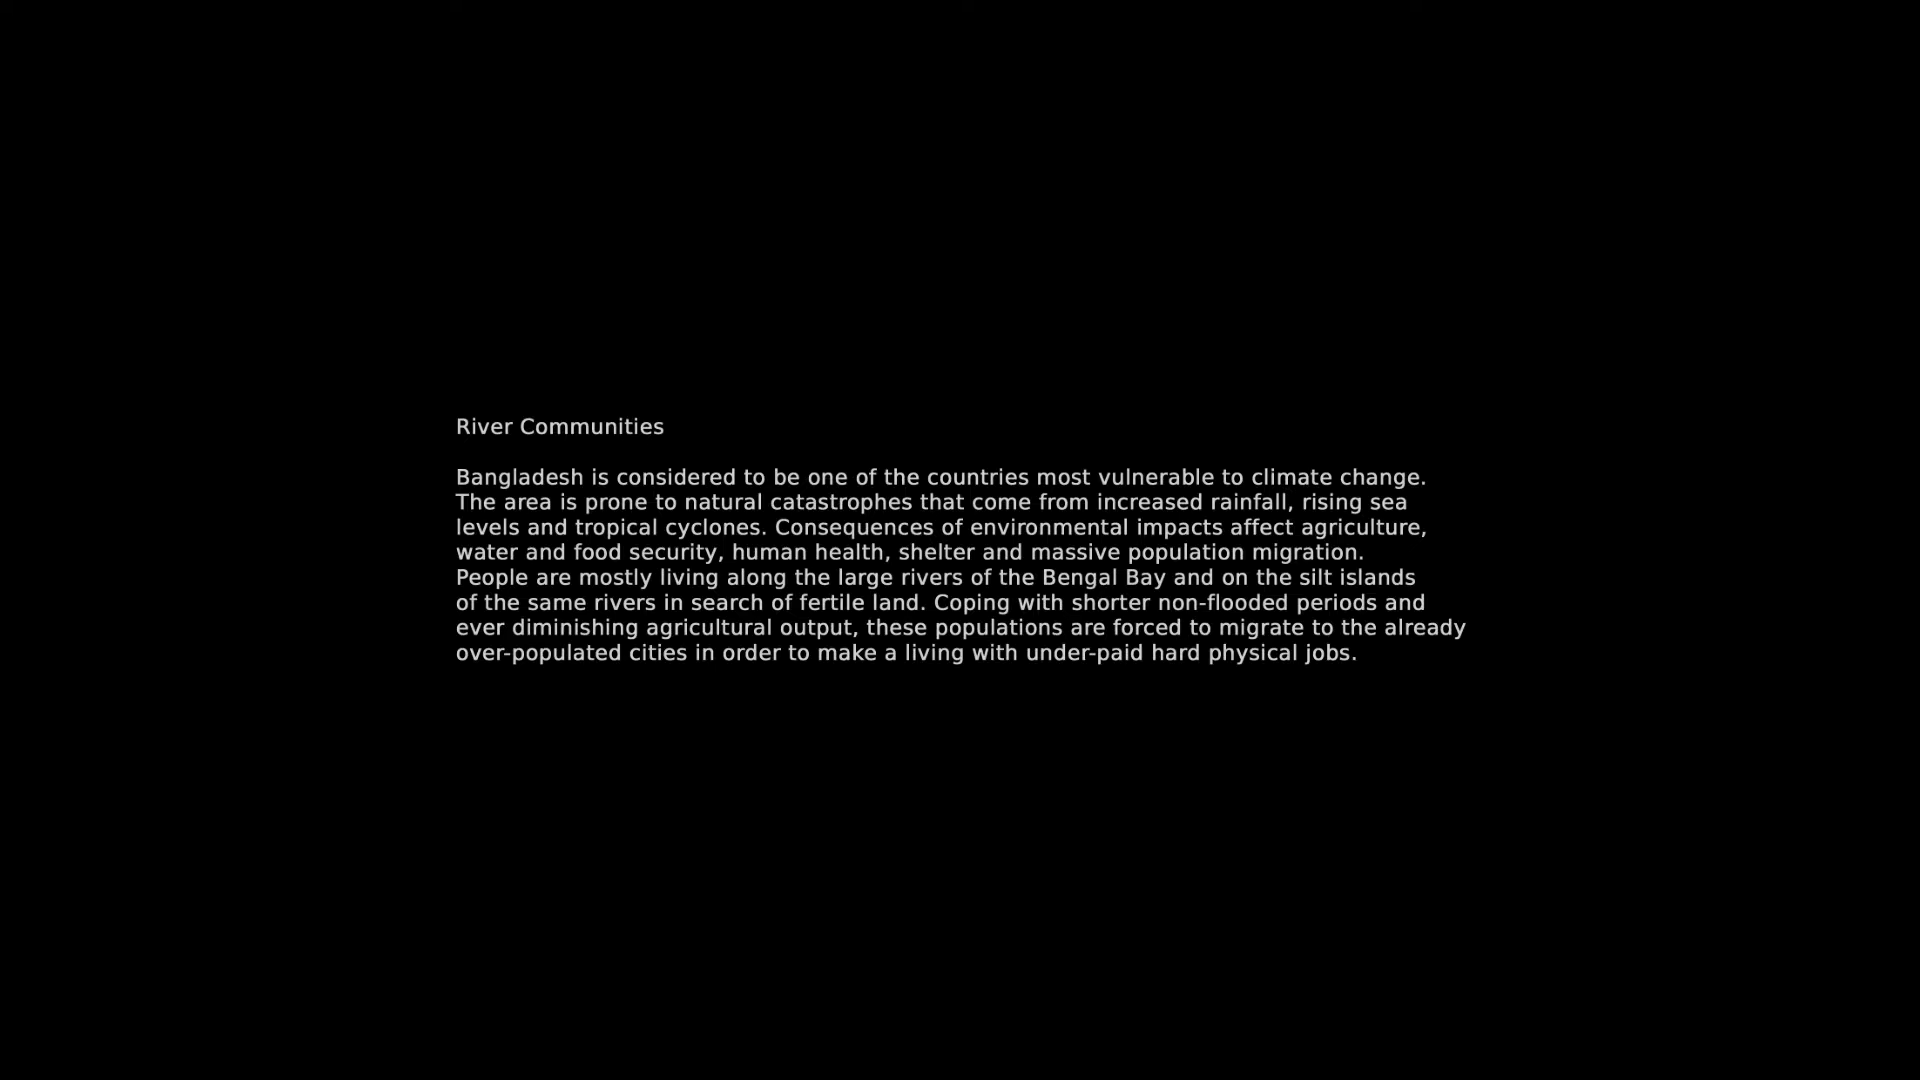 River Communities
Bangladesh is considered to be one of the countries most vulnerable to climate change.
The area is prone to natural catastrophes that come from increased rainfall, rising sea
levels and tropical cyclones. Consequences of environmental impacts affect agriculture,
water and food security, human health, shelter and massive population migration.
People are mostly living along the large rivers of the Bengal Bay and on the silt islands
of the same rivers in search of fertile land. Coping with shorter non-flooded periods and
ever diminishing agricultural output, these populations are forced to migrate to the already
over-populated cities in order to make a living with under-paid hard physical jobs.